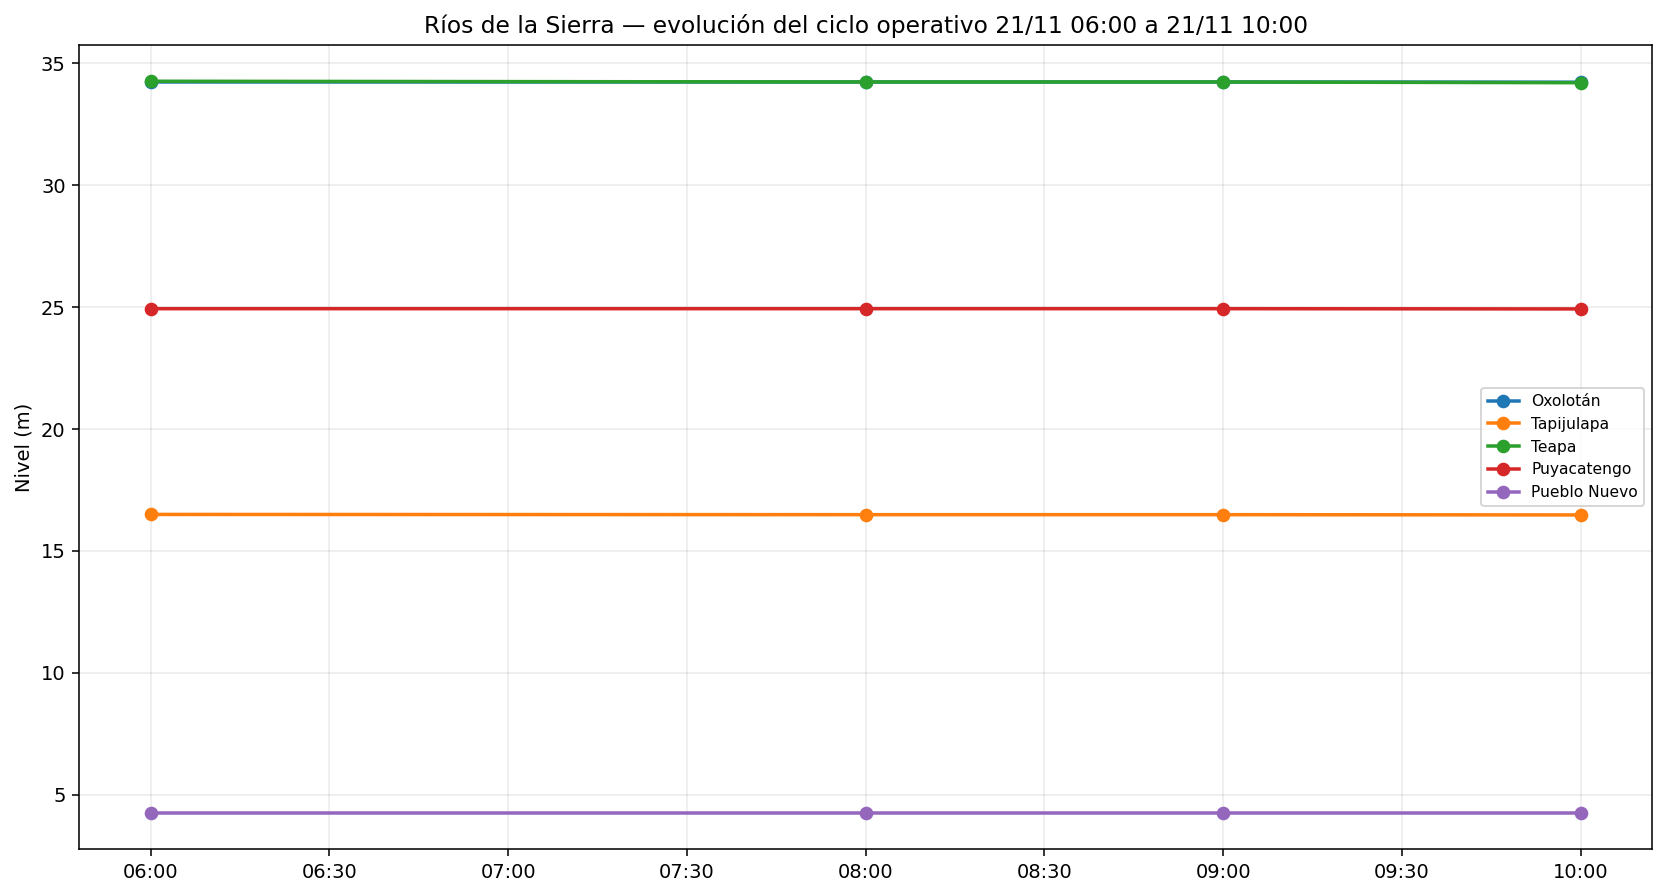 Ríos de la Sierra — evolución del ciclo operativo 21/11 06:00 a 21/11 10:00
Nivel (m)
35
30
25
20
15
10
5
Oxolotán
Tapijulapa
Teapa
Puyacatengo
Pueblo Nuevo
06:00 06:30 07:00 07:30 08:00 08:30 09:00 09:30 10:00